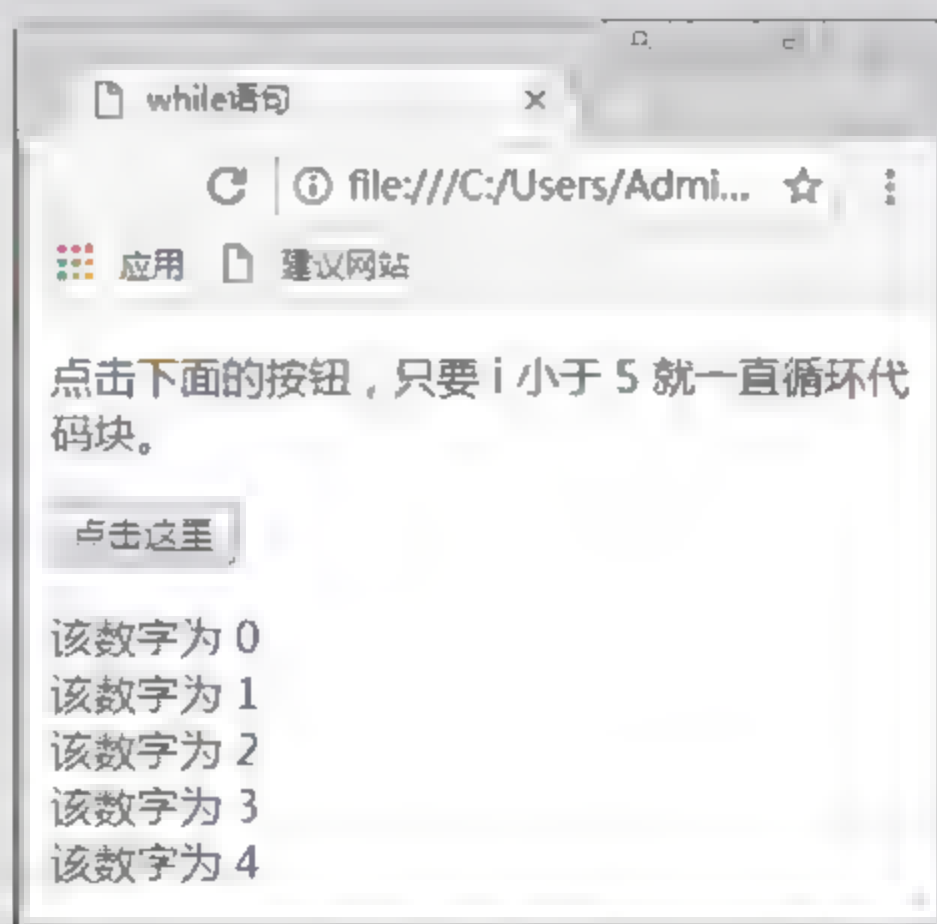 while语句
file:///C:/Users/Admi...
应用 建议网站
点击下面的按钮，只要 i 小于 5 就一直循环代
码块。
点击这里
该数字为 0
该数字为 1
该数字为 2
该数字为 3
该数字为 4